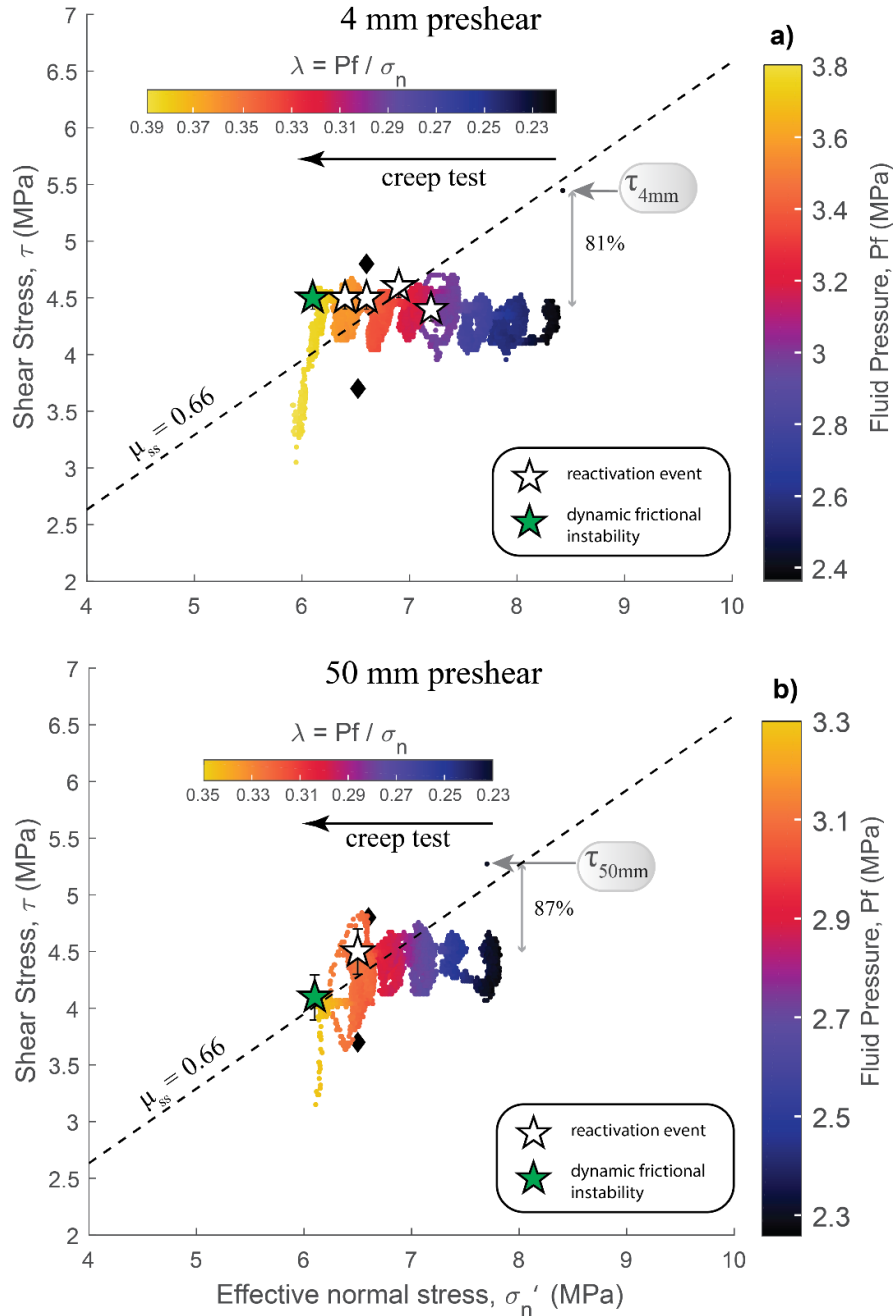 4 mm preshear
a)
λ = Pf / σn
0.39 0.37 0.35 0.33 0.31 0.29 0.27 0.25 0.23
creep test
τ4mm
81%
μss = 0.66
reactivation event
dynamic frictional
instability
7
6.5
6
5.5
5
4.5
4
3.5
3
2.5
2
Shear Stress, τ (MPa)
4 5 6 7 8 9 10
3.8
3.6
3.4
3.2
3
2.8
2.6
2.4
Fluid Pressure, Pf (MPa)
50 mm preshear
b)
λ = Pf / σn
0.35 0.33 0.31 0.29 0.27 0.25 0.23
creep test
τ50mm
87%
μss = 0.66
reactivation event
dynamic frictional
instability
7
6.5
6
5.5
5
4.5
4
3.5
3
2.5
2
Shear Stress, τ (MPa)
4 5 6 7 8 9 10
Effective normal stress, σn′ (MPa)
3.3
3.1
2.9
2.7
2.5
2.3
Fluid Pressure, Pf (MPa)